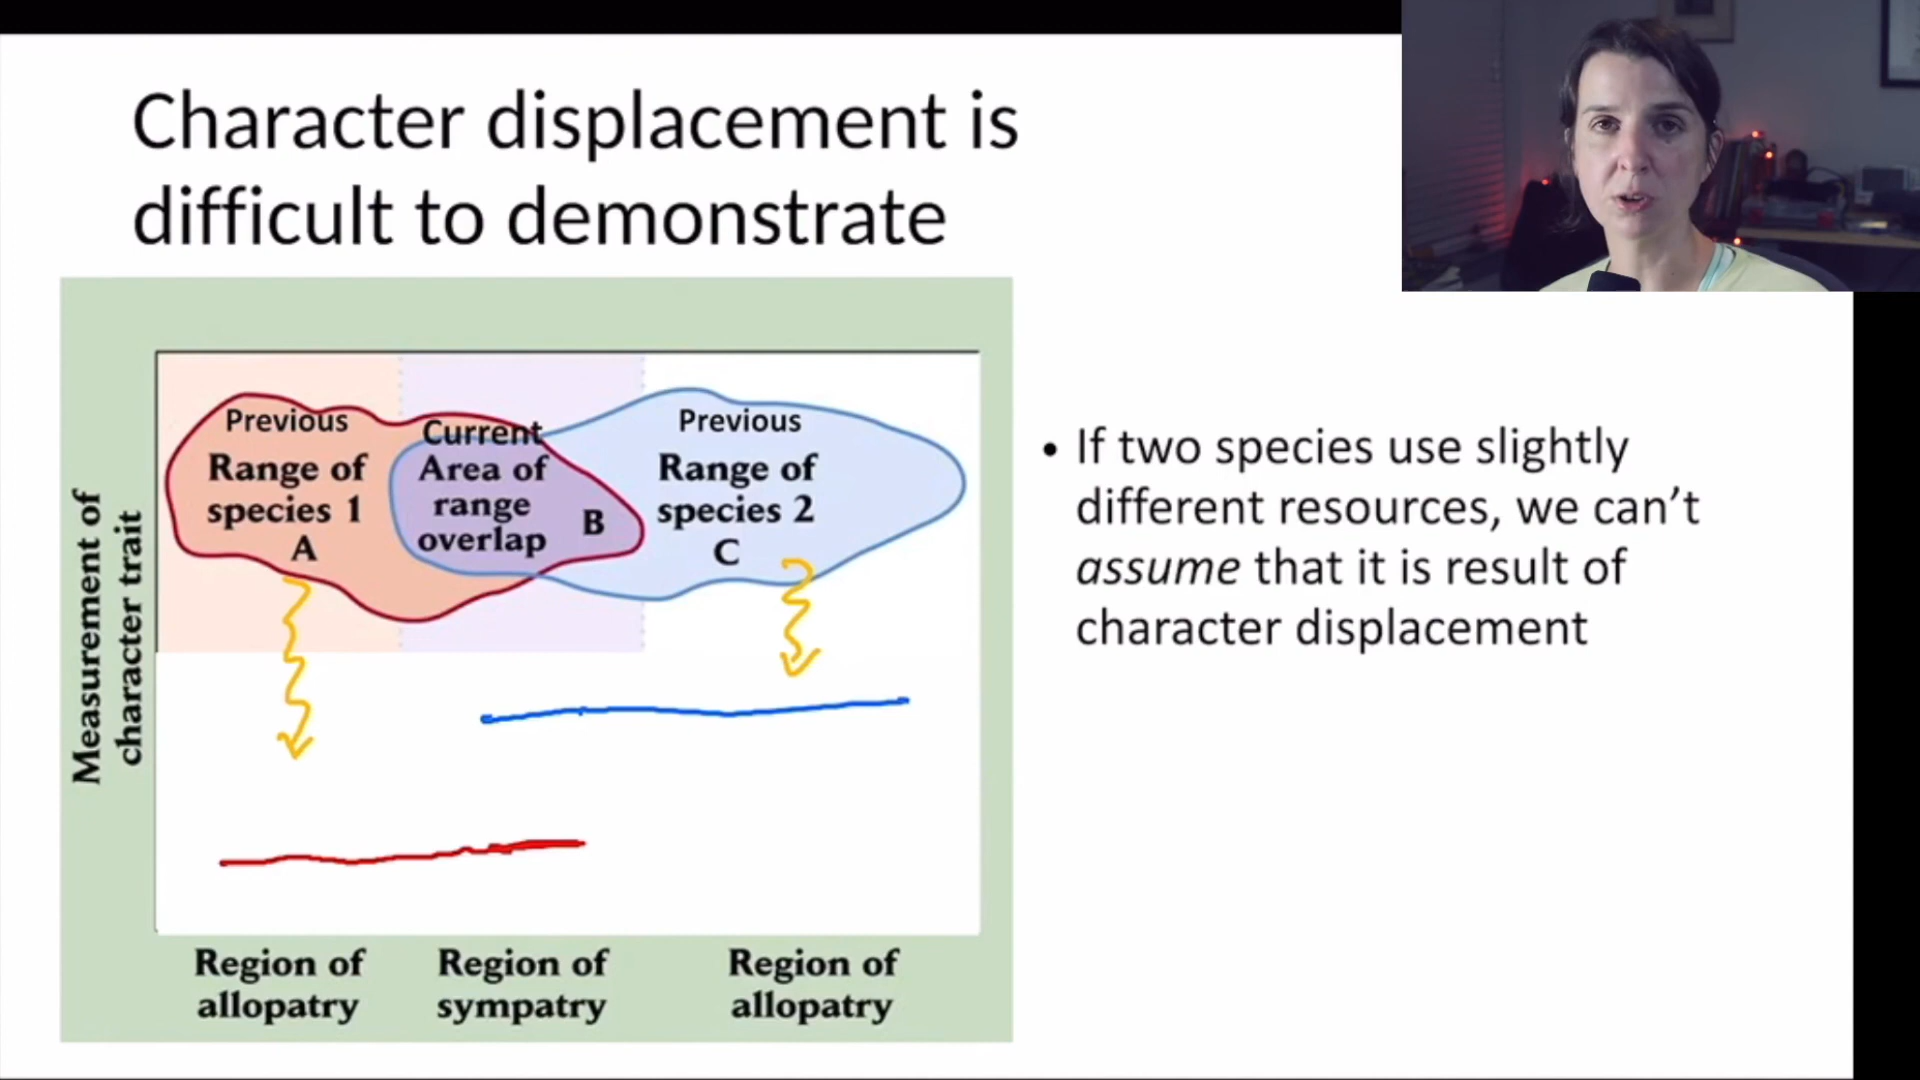 Character displacement is
difficult to demonstrate
Measurement of
character trait
Previous
Range of
species 1
A
Current
Area of
range
overlap
B
Previous
Range of
species 2
C
Region of
allopatry
Region of
sympatry
Region of
allopatry
• If two species use slightly
different resources, we can’t
assume that it is result of
character displacement